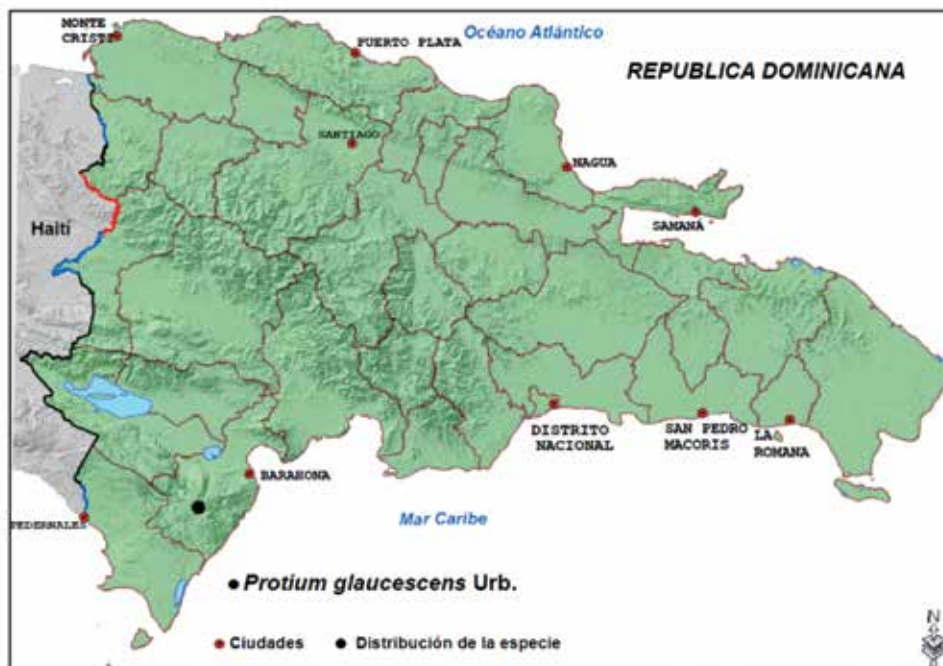 MONTE
CRISTI
PUERTO PLATA
Océano Atlántico
REPUBLICA DOMINICANA
SANTIAGO
NAGUA
SAMANÁ
Haití
DISTRITO
NACIONAL
SAN PEDRO
MACORIS
LA
ROMANA
BARAHONA
PEDERNALES
Mar Caribe
Protium glaucescens Urb.
Ciudades
Distribución de la especie
N